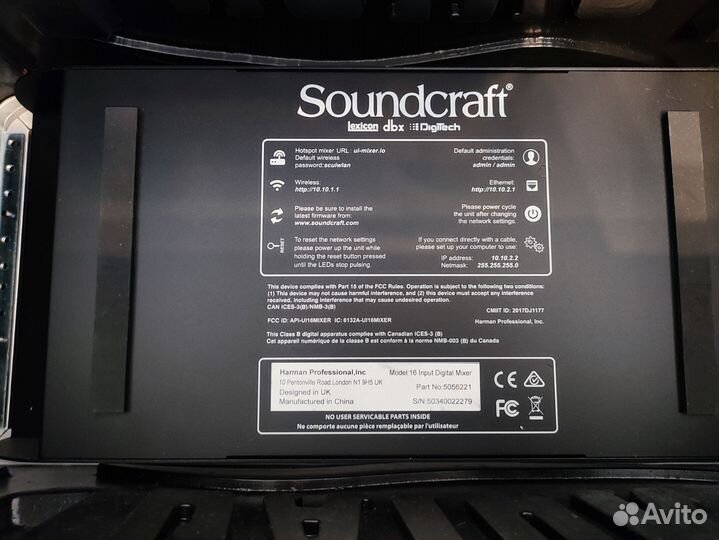 Soundcraft®
lexicon dbx DigiTech
Hotspot mixer URL: ui-mixer.io
Default wireless
password: scuiwlan
Default administration
credentials:
admin / admin
Wireless:
http://10.10.1.1
Ethernet:
http://10.10.2.1
Please be sure to install the
latest firmware from:
www.soundcraft.com
Please power cycle
the unit after changing
the network settings.
RESET
To reset the network settings
please power up the unit while
holding the reset button pressed
until the LEDs stop pulsing.
If you connect directly with a cable,
please set up your computer to use:
IP address: 10.10.2.2
Netmask: 255.255.255.0
This device complies with Part 15 of the FCC Rules. Operation is subject to the following two conditions:
(1) This device may not cause harmful interference, and (2) this device must accept any interference
received, including interference that may cause undesired operation.
CAN ICES-3(B)/NMB-3(B)
CMIIT ID: 2017DJ1177
FCC ID: API-UI16MIXER IC: 6132A-UI16MIXER
Harman Professional, Inc.
This Class B digital apparatus complies with Canadian ICES-3 (B)
Cet appareil numérique de la classe B est conform à la norme NMB-003 (B) du Canada
Harman Professional,Inc
10 Pentonville Road.London N1 9H5 UK
Designed in UK
Manufactured in China
Model:16 Input Digital Mixer
Part No:5056221
S/N:50340022279
CE
FC
NO USER SERVICEABLE PARTS INSIDE
Ne comporte aucune pièce remplaçable par l'utilisateur
Avito